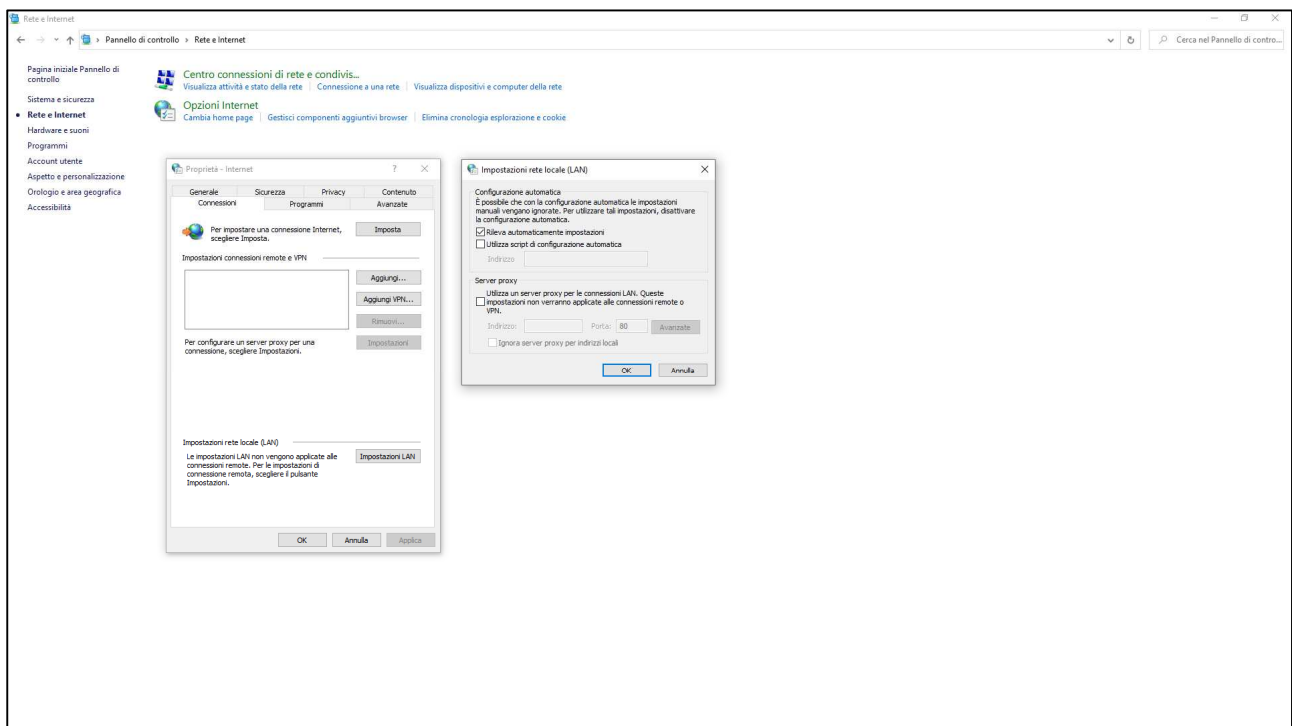 Rete e Internet
Pannello di controllo > Rete e Internet
Cerca nel Pannello di contro...
Pagina iniziale Pannello di
controllo
Sistema e sicurezza
Rete e Internet
Hardware e suoni
Programmi
Account utente
Aspetto e personalizzazione
Orologio e area geografica
Accessibilità
Centro connessioni di rete e condivis...
Visualizza attività e stato della rete | Connessione a una rete | Visualizza dispositivi e computer della rete
Opzioni Internet
Cambia home page | Gestisci componenti aggiuntivi browser | Elimina cronologia esplorazione e cookie
Proprietà - Internet
Generale Sicurezza Privacy Contenuto
Connessioni Programmi Avanzate
Per impostare una connessione Internet,
scegliere Imposta.
Imposta
Impostazioni connessioni remote e VPN
Aggiungi...
Aggiungi VPN...
Rimuovi...
Per configurare un server proxy per una
connessione, scegliere Impostazioni.
Impostazioni
Impostazioni rete locale (LAN)
Le impostazioni LAN non vengono applicate alle
connessioni remote. Per le impostazioni di
connessione remota, scegliere il pulsante
Impostazioni.
Impostazioni LAN
OK Annulla Applica
Impostazioni rete locale (LAN)
Configurazione automatica
È possibile che con la configurazione automatica le impostazioni
manuali vengano ignorate. Per utilizzare tali impostazioni, disattivare
la configurazione automatica.
Rileva automaticamente impostazioni
Utilizza script di configurazione automatica
Indirizzo
Server proxy
Utilizza un server proxy per le connessioni LAN. Queste
impostazioni non verranno applicate alle connessioni remote o
VPN.
Indirizzo: Porta: 80 Avanzate
Ignora server proxy per indirizzi locali
OK Annulla